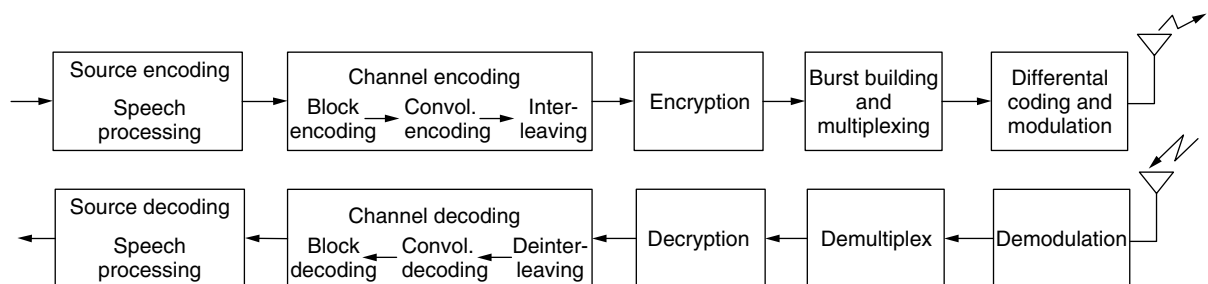 Source encoding
Speech
processing
Channel encoding
Block
encoding
Convol.
encoding
Inter-
leaving
Encryption
Burst building
and
multiplexing
Differental
coding and
modulation
Source decoding
Speech
processing
Channel decoding
Block
decoding
Convol.
decoding
Deinter-
leaving
Decryption
Demultiplex
Demodulation